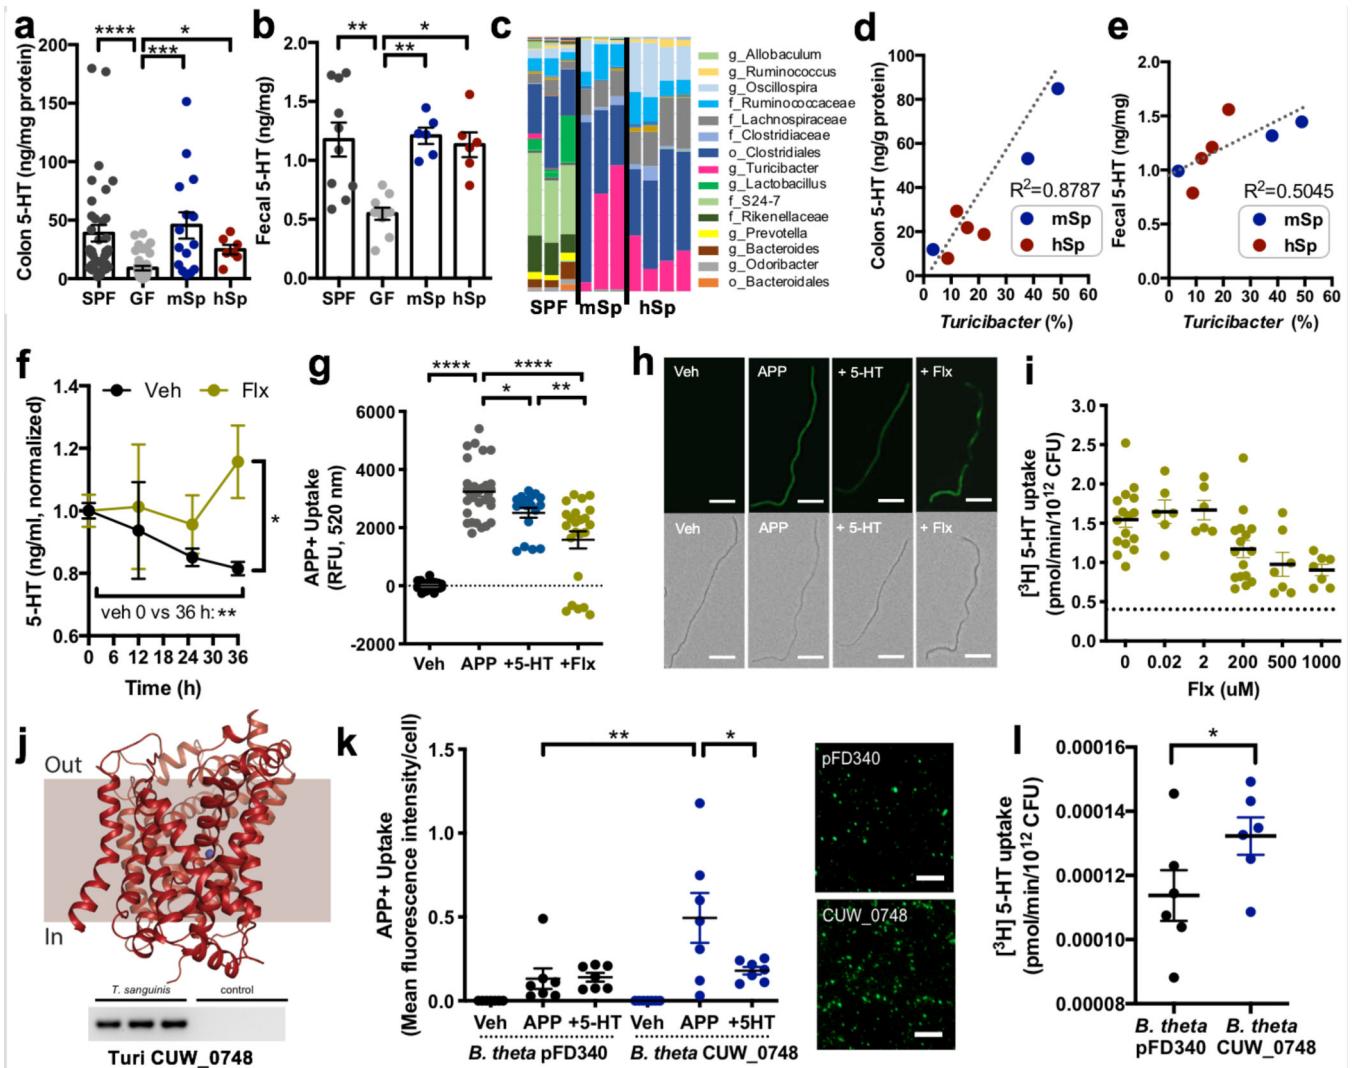 a
Colon 5-HT (ng/mg protein)
200
150
100
50
0
****
***
*
SPF GF mSp hSp
b
Fecal 5-HT (ng/mg)
2.0
1.5
1.0
0.5
0.0
**
**
*
SPF GF mSp hSp
c
g_Allobaculum
g_Ruminococcus
g_Oscillospira
f_Ruminococcaceae
f_Lachnospiraceae
f_Clostridiaceae
o_Clostridiales
g_Turicibacter
g_Lactobacillus
f_S24-7
f_Rikenellaceae
g_Prevotella
g_Bacteroides
g_Odoribacter
o_Bacteroidales
SPF mSp hSp
d
Colon 5-HT (ng/g protein)
100
80
60
40
20
0
R²=0.8787
mSp
hSp
0 10 20 30 40 50 60
Turicibacter (%)
e
Fecal 5-HT (ng/mg)
2.0
1.5
1.0
0.5
0.0
R²=0.5045
mSp
hSp
0 10 20 30 40 50 60
Turicibacter (%)
f
5-HT (ng/ml, normalized)
1.4
1.2
1.0
0.8
0.6
Veh Flx
*
veh 0 vs 36 h: **
0 6 12 18 24 30 36
Time (h)
g
APP+ Uptake
(RFU, 520 nm)
6000
4000
2000
0
-2000
****
****
*
**
Veh APP +5-HT +Flx
h
Veh APP + 5-HT + Flx
Veh APP + 5-HT + Flx
i
[³H] 5-HT uptake
(pmol/min/10¹² CFU)
3.0
2.5
2.0
1.5
1.0
0.5
0.0
0 0.02 2 200 500 1000
Flx (uM)
j
Out
In
T. sanguinis control
Turi CUW_0748
k
APP+ Uptake
(Mean fluorescence intensity/cell)
1.5
1.0
0.5
0.0
**
*
Veh APP +5-HT Veh APP +5HT
B. theta pFD340 B. theta CUW_0748
pFD340
CUW_0748
l
[³H] 5-HT uptake
(pmol/min/10¹² CFU)
0.00016
0.00014
0.00012
0.00010
0.00008
*
B. theta B. theta
pFD340 CUW_0748